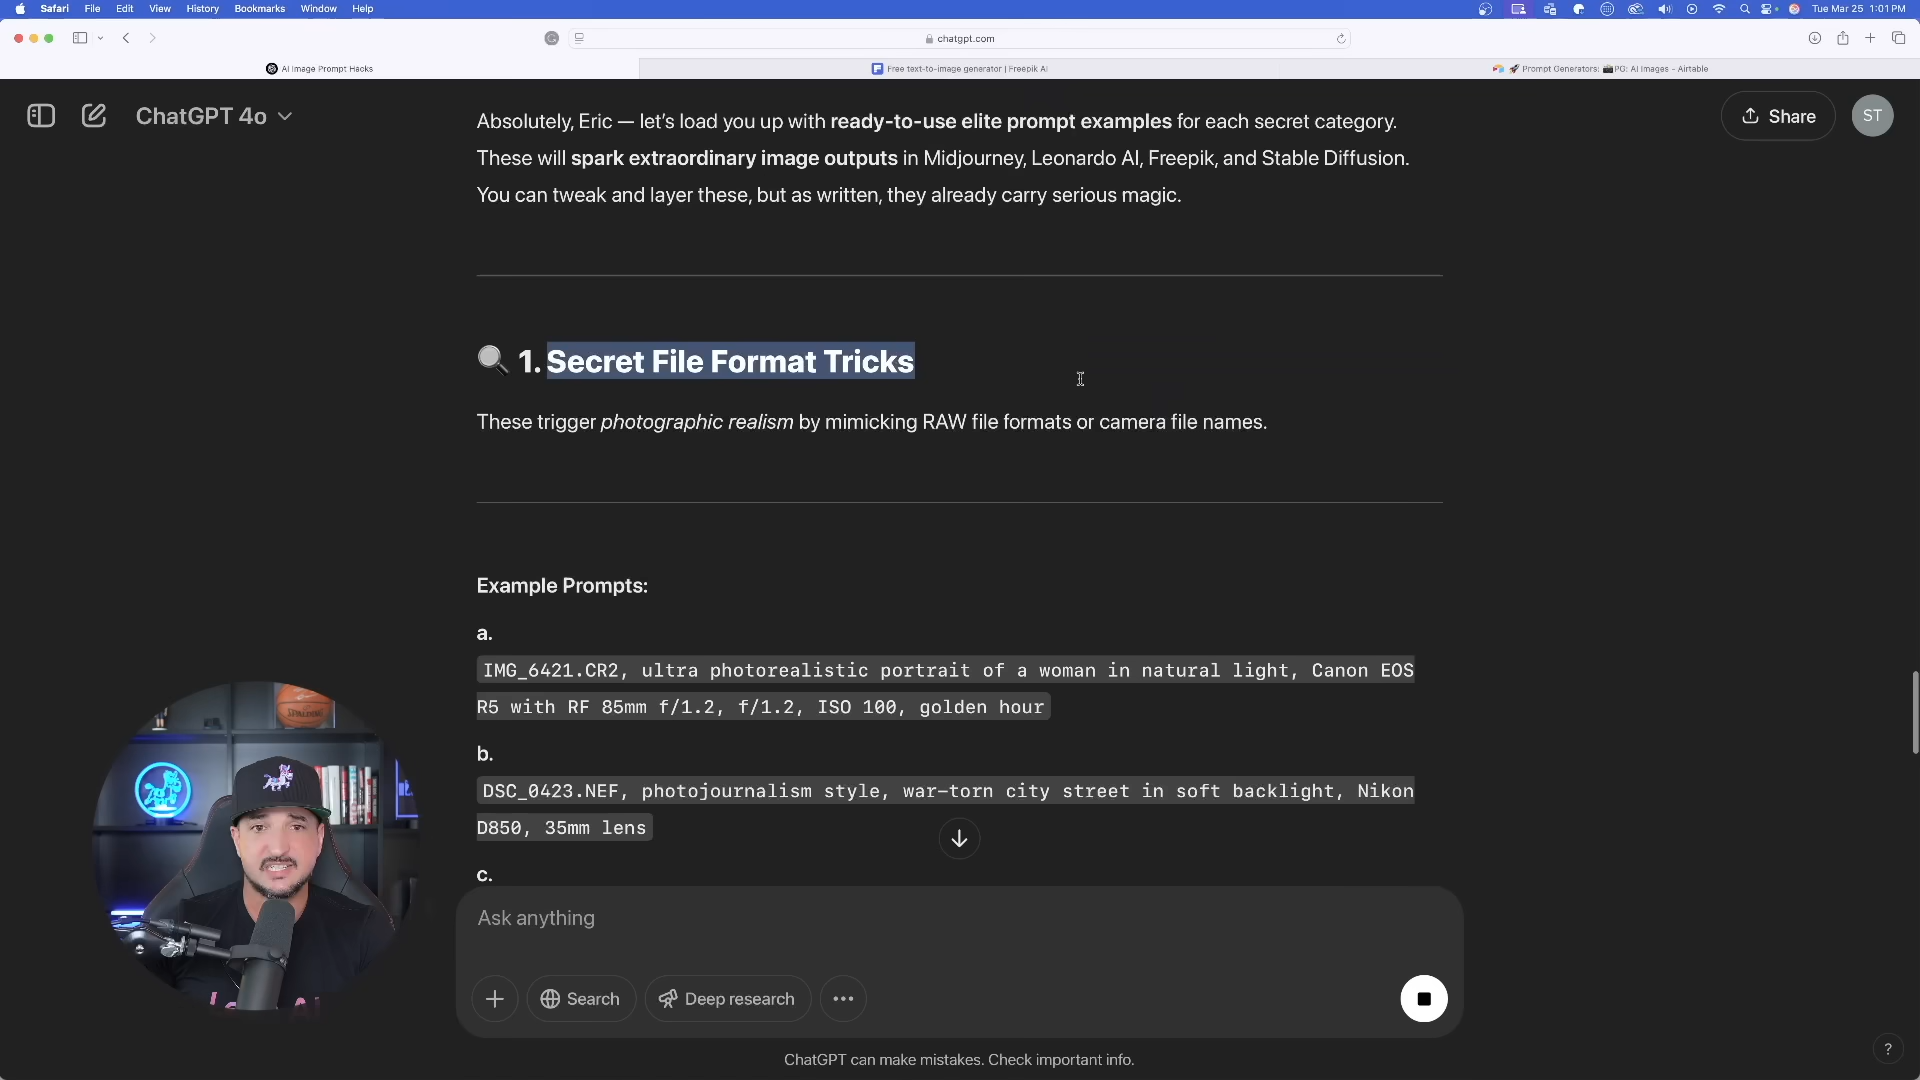 Safari File Edit View History Bookmarks Window Help
Tue Mar 25 1:01 PM
chatgpt.com
AI Image Prompt Hacks
Free text-to-image generator | Freepik AI
🚀 Prompt Generators: 📷PG: AI Images - Airtable
ChatGPT 4o
Share
ST
Absolutely, Eric — let’s load you up with ready-to-use elite prompt examples for each secret category.
These will spark extraordinary image outputs in Midjourney, Leonardo AI, Freepik, and Stable Diffusion.
You can tweak and layer these, but as written, they already carry serious magic.
🔍 1. Secret File Format Tricks
These trigger photographic realism by mimicking RAW file formats or camera file names.
Example Prompts:
a.
IMG_6421.CR2, ultra photorealistic portrait of a woman in natural light, Canon EOS
R5 with RF 85mm f/1.2, f/1.2, ISO 100, golden hour
b.
DSC_0423.NEF, photojournalism style, war-torn city street in soft backlight, Nikon
D850, 35mm lens
c.
SPALDING
Ask anything
Search
Deep research
ChatGPT can make mistakes. Check important info.
?